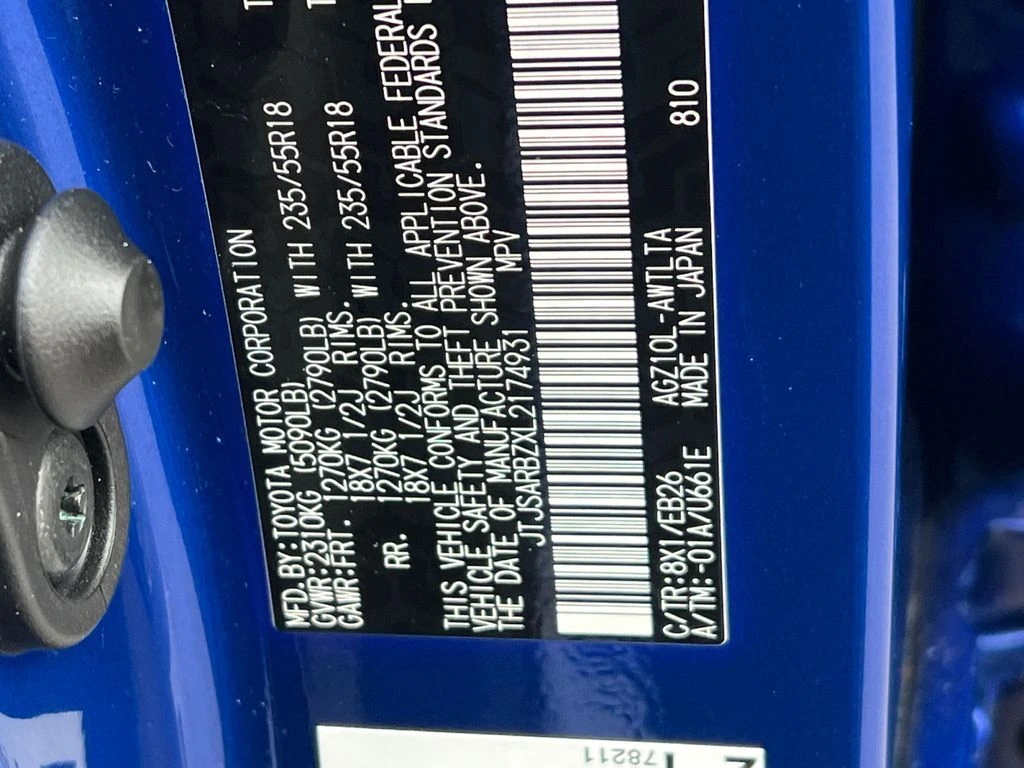 MFD.BY:TOYOTA MOTOR CORPORATION
GVWR:2310KG (5090LB)
GAWR:FRT. 1270KG (2790LB) WITH 235/55R18
18X7 1/2J RIMS.
RR. 1270KG (2790LB) WITH 235/55R18
18X7 1/2J RIMS.
THIS VEHICLE CONFORMS TO ALL APPLICABLE FEDERAL
VEHICLE SAFETY AND THEFT PREVENTION STANDARDS
THE DATE OF MANUFACTURE SHOWN ABOVE.
JTJSARBZXL2174931 MPV
C/TR:8X1/EB26 AGZ10L-AWTLTA 810
A/TM:-01A/U661E MADE IN JAPAN
78211